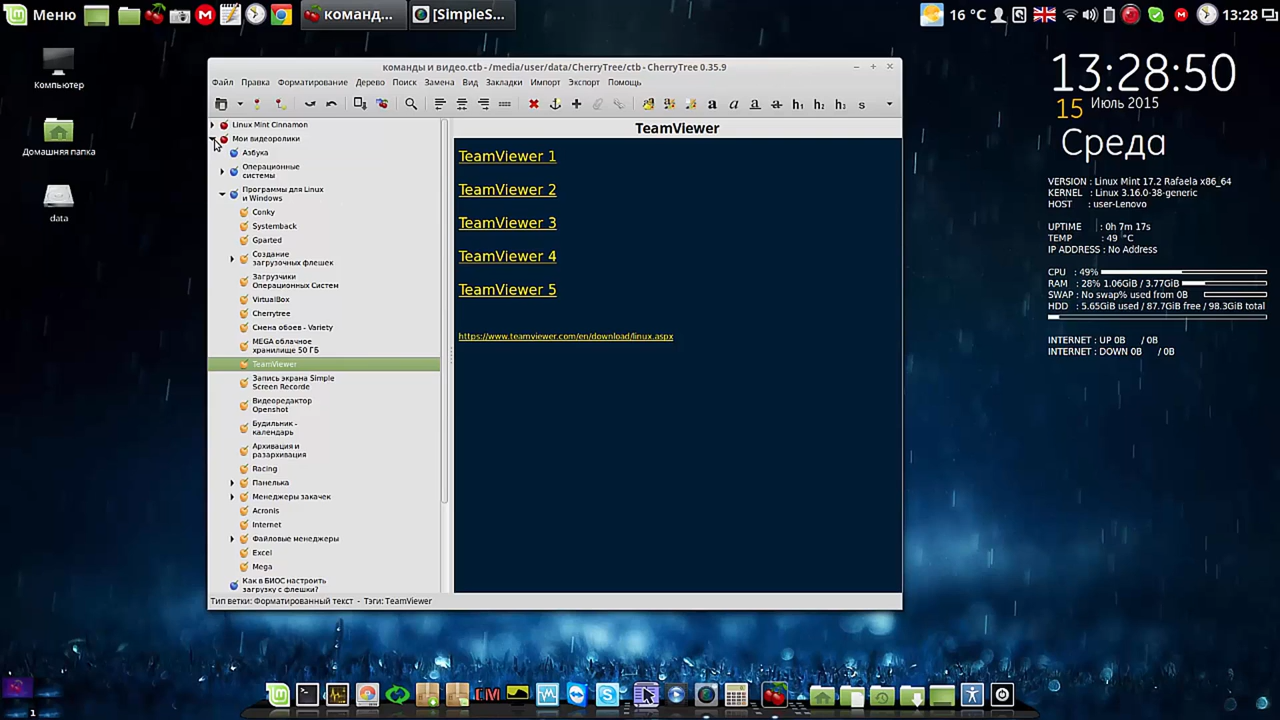 Меню
команд...
[SimpleS...
16 °C
13:28
Компьютер
Домашняя папка
data
команды и видео.ctb - /media/user/data/CherryTree/ctb - CherryTree 0.35.9
Файл Правка Форматирование Дерево Поиск Замена Вид Закладки Импорт Экспорт Помощь
a a a a h1 h2 h3 s
Linux Mint Cinnamon
Мои видеоролики
Азбука
Операционные
системы
Программы для Linux
и Windows
Conky
Systemback
Gparted
Создание
загрузочных флешек
Загрузчики
Операционных Систем
VirtualBox
Cherrytree
Смена обоев - Variety
MEGA облачное
хранилище 50 ГБ
TeamViewer
Запись экрана Simple
Screen Recorde
Видеоредактор
Openshot
Будильник -
календарь
Архивация и
разархивация
Racing
Панелька
Менеджеры закачек
Acronis
Internet
Файловые менеджеры
Excel
Mega
Как в БИОС настроить
загрузку с флешки?
TeamViewer
TeamViewer 1
TeamViewer 2
TeamViewer 3
TeamViewer 4
TeamViewer 5
https://www.teamviewer.com/en/download/linux.aspx
Тип ветки: Форматированный текст - Тэги: TeamViewer
13:28:50
15 Июль 2015
Среда
VERSION : Linux Mint 17.2 Rafaela x86_64
KERNEL : Linux 3.16.0-38-generic
HOST : user-Lenovo
UPTIME : 0h 7m 17s
TEMP : 49 °C
IP ADDRESS : No Address
CPU : 49%
RAM : 28% 1.06GiB / 3.77GiB
SWAP : No swap% used from 0B
HDD : 5.65GiB used / 87.7GiB free / 98.3GiB total
INTERNET : UP 0B / 0B
INTERNET : DOWN 0B / 0B
1